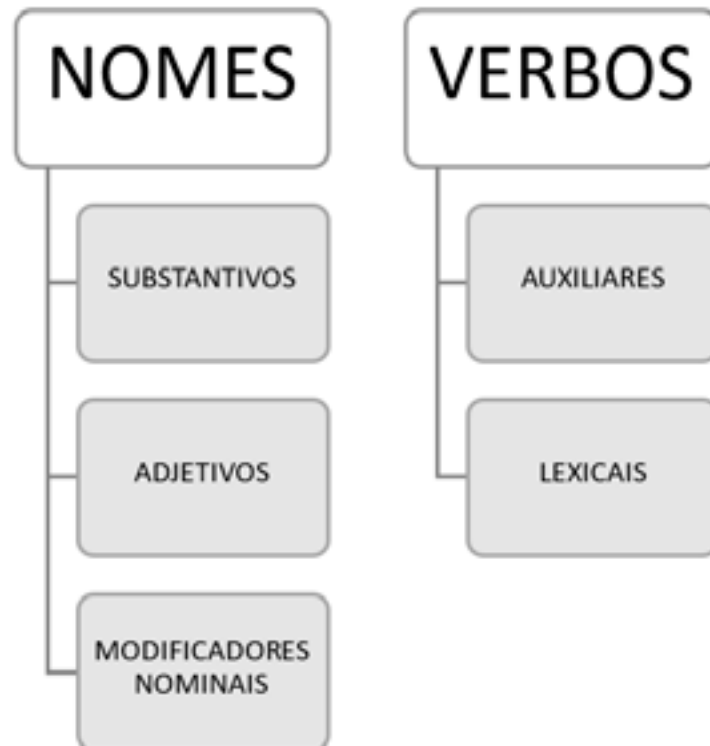 NOMES
SUBSTANTIVOS
ADJETIVOS
MODIFICADORES
NOMINAIS
VERBOS
AUXILIARES
LEXICAIS